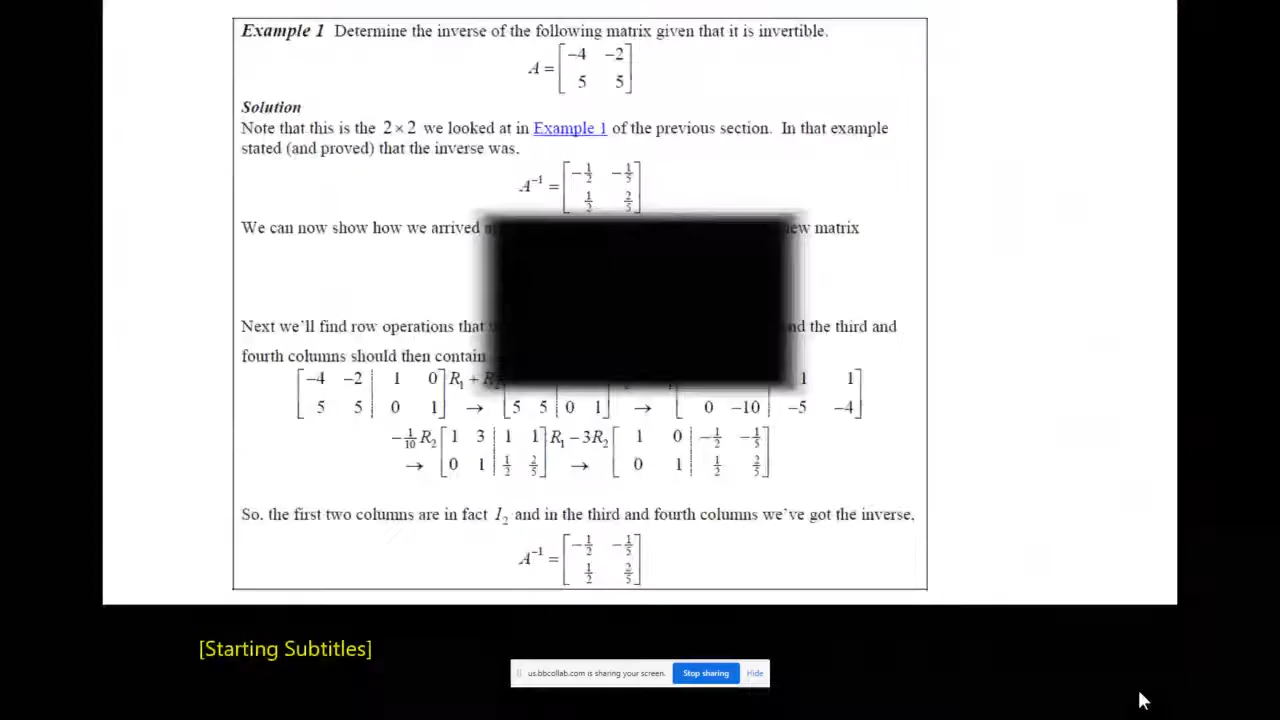 Example 1 Determine the inverse of the following matrix given that it is invertible.
A = [ -4 -2
5 5 ]
Solution
Note that this is the 2×2 we looked at in Example 1 of the previous section. In that example
stated (and proved) that the inverse was,
A⁻¹ = [ -1/2 -1/5
1/2 2/5 ]
We can now show how we arrived matrix
Next we'll find row operations that the third and
fourth columns should then contain
[ -4 -2 | 1 0 ] R₁ + 1 1 ]
[ 5 5 | 0 1 ] → [ 5 5 | 0 1 ] → [ 0 -10 | -5 -4 ]
-1/10 R₂ [ 1 3 | 1 1 ] R₁ - 3R₂ [ 1 0 | -1/2 -1/5 ]
→ [ 0 1 | 1/2 2/5 ] → [ 0 1 | 1/2 2/5 ]
So, the first two columns are in fact I₂ and in the third and fourth columns we've got the inverse,
A⁻¹ = [ -1/2 -1/5
1/2 2/5 ]
[Starting Subtitles]
us.bbcollab.com is sharing your screen. Stop sharing Hide